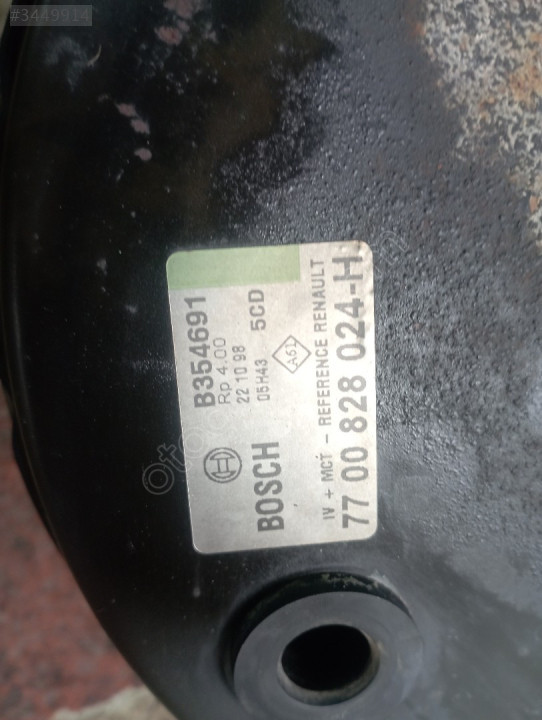 #3449914
B354691
Rp 4.00
22 10 98
05H43 5CD
BOSCH
A61
IV + MCT - REFERENCE RENAULT
77 00 828 024-H